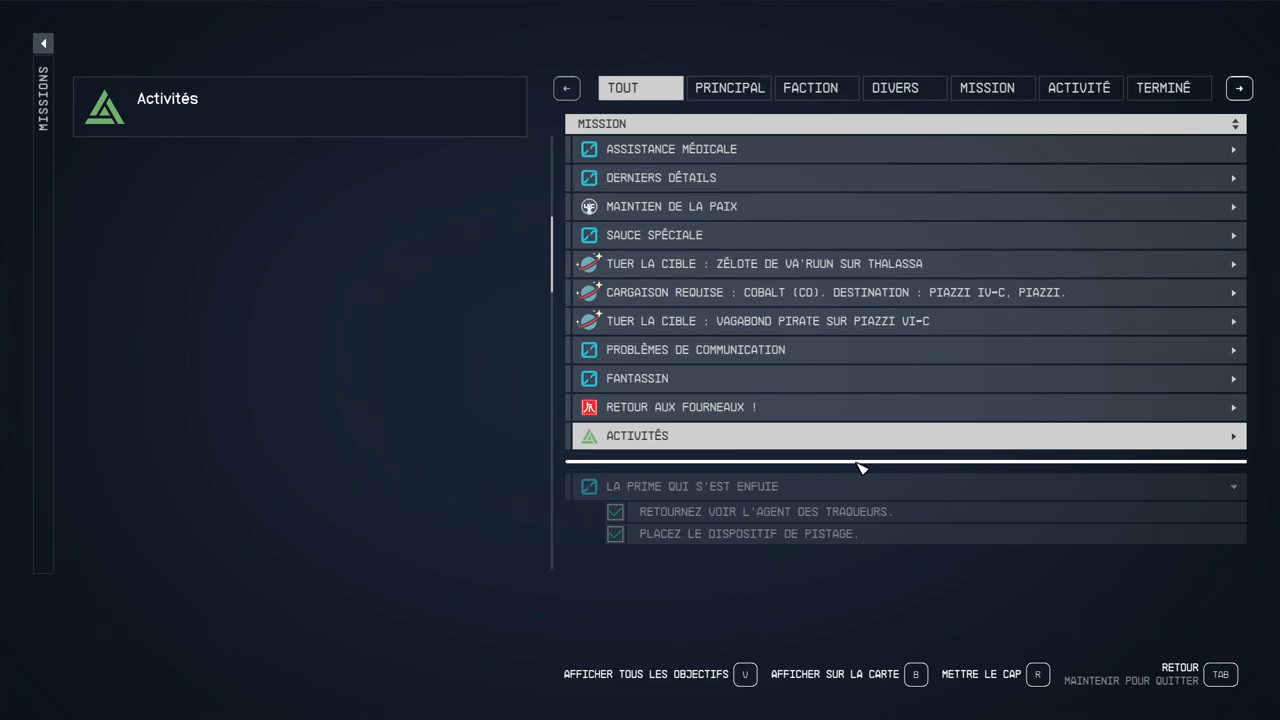 MISSIONS
Activités
TOUT
PRINCIPAL
FACTION
DIVERS
MISSION
ACTIVITÉ
TERMINÉ
MISSION
ASSISTANCE MÉDICALE
DERNIERS DÉTAILS
MAINTIEN DE LA PAIX
SAUCE SPÉCIALE
TUER LA CIBLE : ZÉLOTE DE VA'RUUN SUR THALASSA
CARGAISON REQUISE : COBALT (CO). DESTINATION : PIAZZI IV-C, PIAZZI.
TUER LA CIBLE : VAGABOND PIRATE SUR PIAZZI VI-C
PROBLÈMES DE COMMUNICATION
FANTASSIN
RETOUR AUX FOURNEAUX !
ACTIVITÉS
LA PRIME QUI S'EST ENFUIE
RETOURNEZ VOIR L'AGENT DES TRAQUEURS.
PLACEZ LE DISPOSITIF DE PISTAGE.
AFFICHER TOUS LES OBJECTIFS V
AFFICHER SUR LA CARTE B
METTRE LE CAP R
RETOUR
MAINTENIR POUR QUITTER TAB